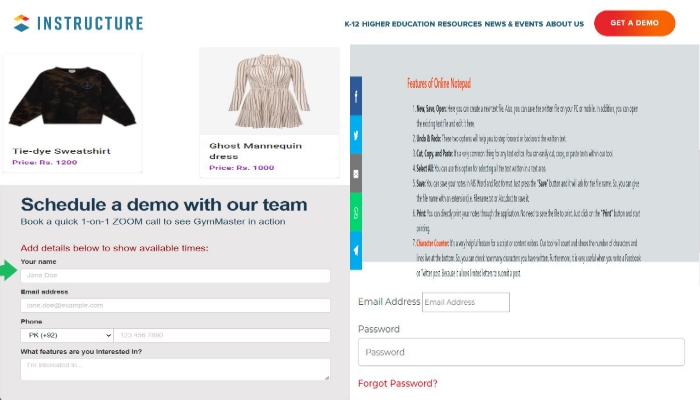 INSTRUCTURE
K-12 HIGHER EDUCATION RESOURCES NEWS & EVENTS ABOUT US
GET A DEMO
Tie-dye Sweatshirt
Price: Rs. 1200
Ghost Mannequin
dress
Price: Rs. 1000
Schedule a demo with our team
Book a quick 1-on-1 ZOOM call to see GymMaster in action
Add details below to show available times:
Your name
Jane Doe
Email address
jane.doe@example.com
Phone
PK (+92)
123 456 7890
What features are you interested in?
I'm interested in...
Features of Online Notepad
1. New, Save, Open: Here you can create a new text file. Also, you can save the written file on your PC or mobile. In addition, you can open
the existing text file and edit it here.
2. Undo & Redo: These two options will help you to step forward or backward the written text.
3. Cut, Copy, and Paste: It's a very common thing for any text editor. You can easily cut, copy, or paste texts within our tool.
4. Select All: You can use this option for selecting all the text written in a text area.
5. Save: You can save your notes in MS Word and Text format. Just press the "Save" button and it will ask for the file name. So, you can give
the file name with an extension (i.e. filename.txt or .doc) and to save it.
6. Print: You can directly print your notes through the application. No need to save the file to print. Just click on the "Print" button and start
printing.
7. Character Counter: It's a very helpful feature for a script or content writers. Our tool will count and shows the number of characters and
lines live at the bottom. So, you can check how many characters you have written. Furthermore, it is very useful when you write a Facebook
or Twitter post. Because it allows limited letters to submit a post.
Email Address
Email Address
Password
Password
Forgot Password?